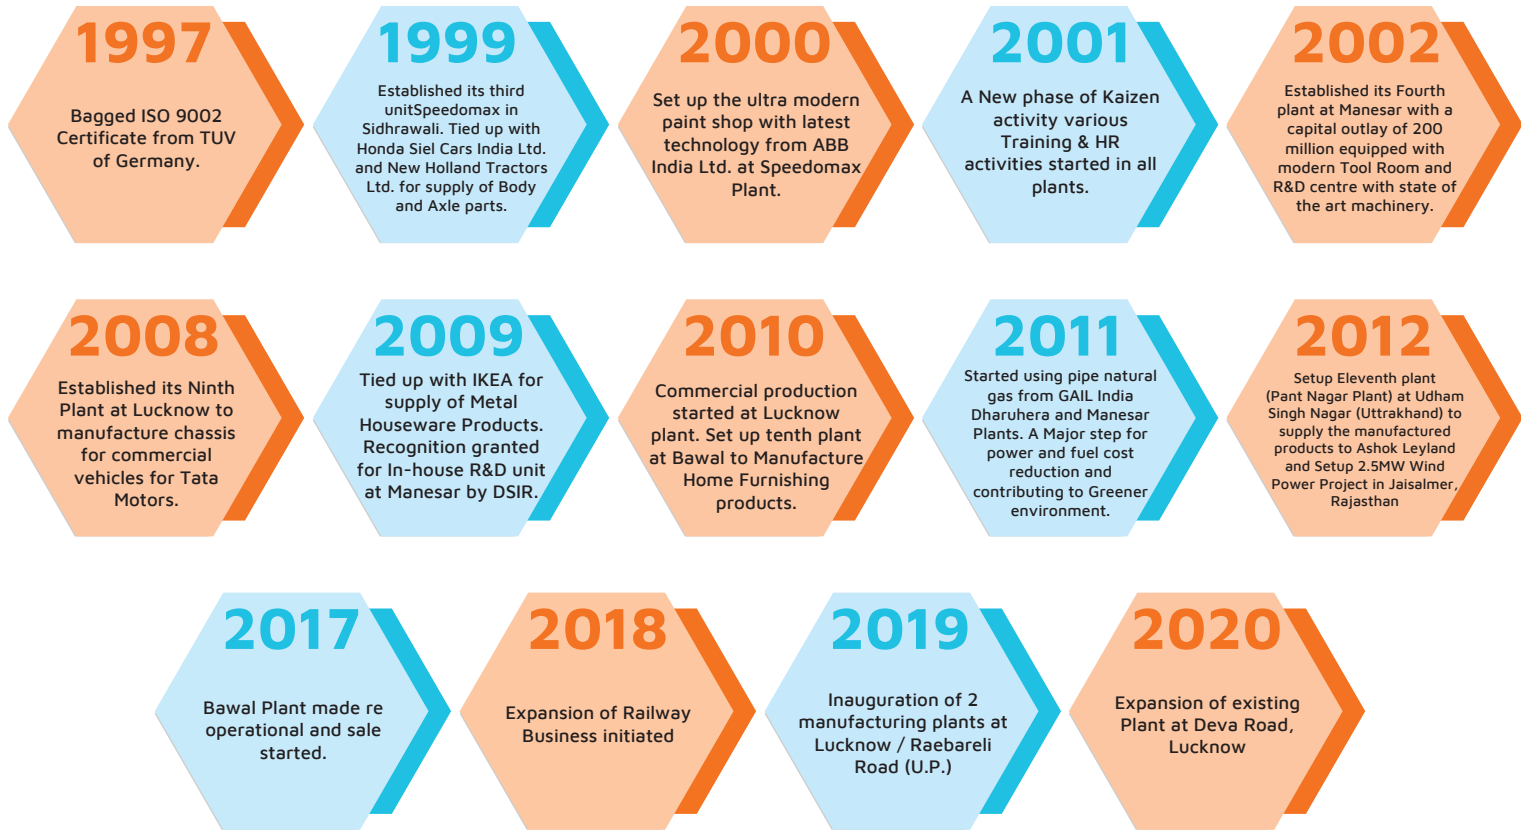 1997
Bagged ISO 9002
Certificate from TUV
of Germany.
1999
Established its third
unitSpeedomax in
Sidhrawali. Tied up with
Honda Siel Cars India Ltd.
and New Holland Tractors
Ltd. for supply of Body
and Axle parts.
2000
Set up the ultra modern
paint shop with latest
technology from ABB
India Ltd. at Speedomax
Plant.
2001
A New phase of Kaizen
activity various
Training & HR
activities started in all
plants.
2002
Established its Fourth
plant at Manesar with a
capital outlay of 200
million equipped with
modern Tool Room and
R&D centre with state of
the art machinery.
2008
Established its Ninth
Plant at Lucknow to
manufacture chassis
for commercial
vehicles for Tata
Motors.
2009
Tied up with IKEA for
supply of Metal
Houseware Products.
Recognition granted
for In-house R&D unit
at Manesar by DSIR.
2010
Commercial production
started at Lucknow
plant. Set up tenth plant
at Bawal to Manufacture
Home Furnishing
products.
2011
Started using pipe natural
gas from GAIL India
Dharuhera and Manesar
Plants. A Major step for
power and fuel cost
reduction and
contributing to Greener
environment.
2012
Setup Eleventh plant
(Pant Nagar Plant) at Udham
Singh Nagar (Uttrakhand) to
supply the manufactured
products to Ashok Leyland
and Setup 2.5MW Wind
Power Project in Jaisalmer,
Rajasthan
2017
Bawal Plant made re
operational and sale
started.
2018
Expansion of Railway
Business initiated
2019
Inauguration of 2
manufacturing plants at
Lucknow / Raebareli
Road (U.P.)
2020
Expansion of existing
Plant at Deva Road,
Lucknow